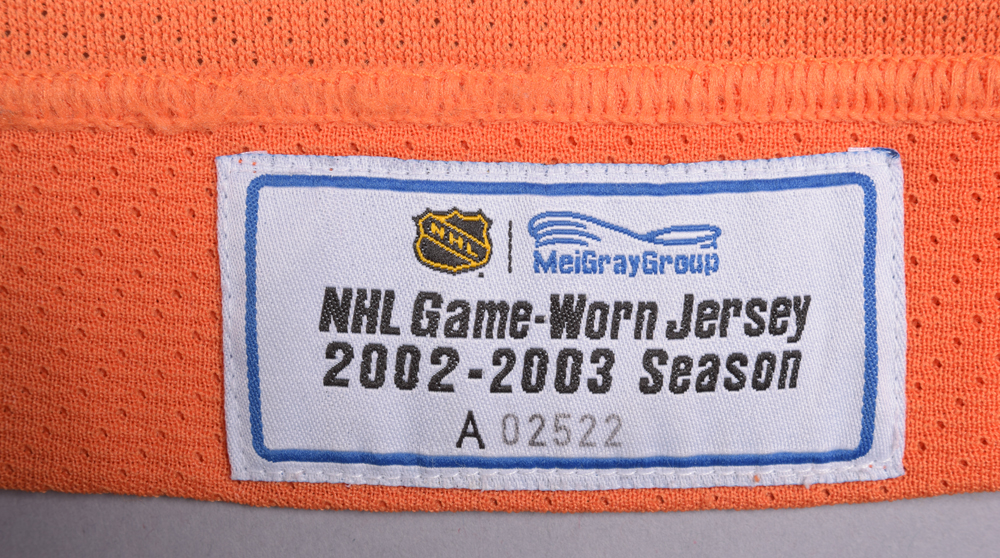 NHL MeiGrayGroup
NHL Game-Worn Jersey
2002-2003 Season
A 02522